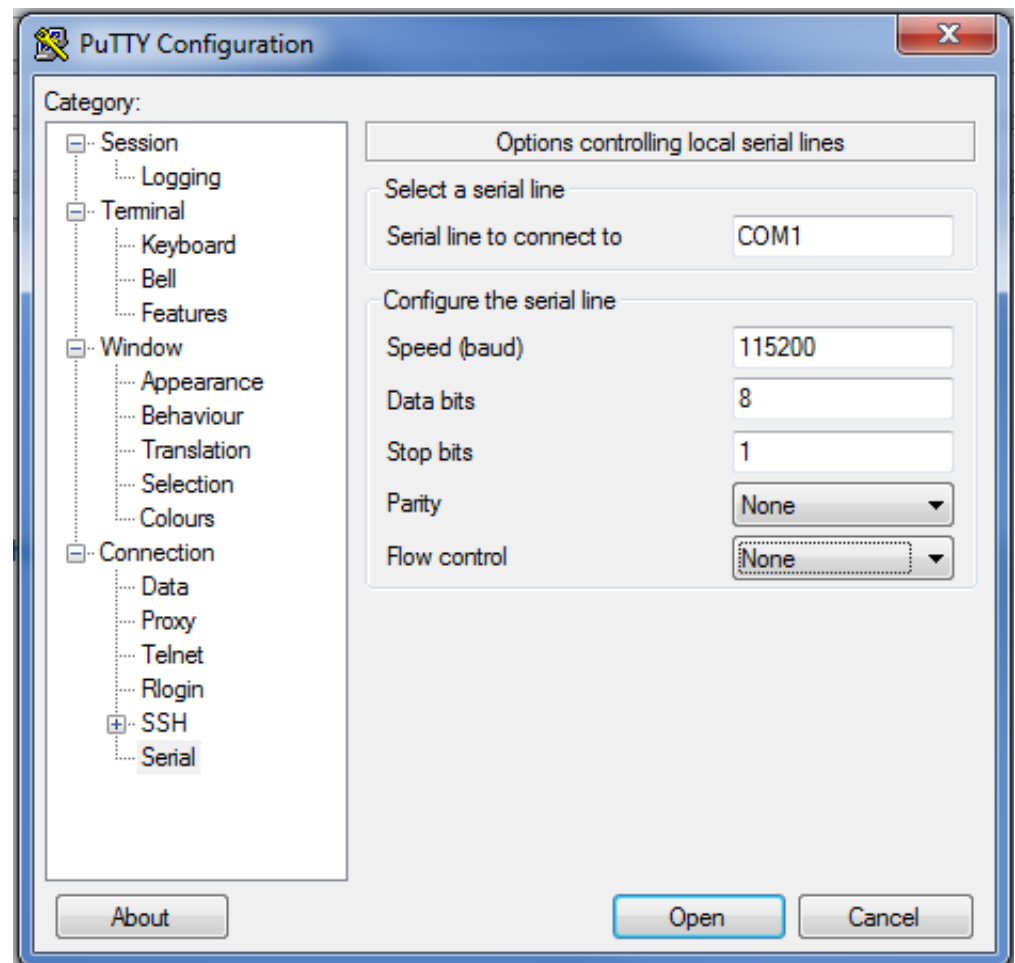 PuTTY Configuration
Category:
Session
Logging
Terminal
Keyboard
Bell
Features
Window
Appearance
Behaviour
Translation
Selection
Colours
Connection
Data
Proxy
Telnet
Rlogin
SSH
Serial
Options controlling local serial lines
Select a serial line
Serial line to connect to COM1
Configure the serial line
Speed (baud) 115200
Data bits 8
Stop bits 1
Parity None
Flow control None
About Open Cancel